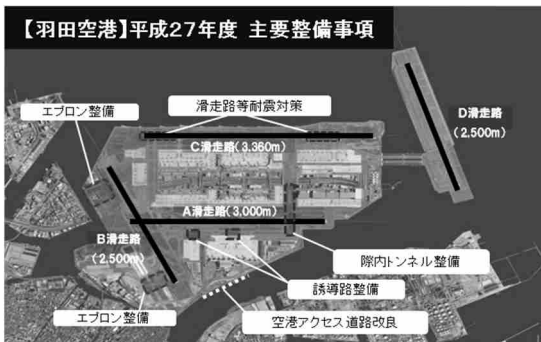 【羽田空港】平成27年度 主要整備事項
エプロン整備
滑走路等耐震対策
D滑走路
(2.500m)
C滑走路(3.360m)
A滑走路(3.000m)
B滑走路
(2.500m)
際内トンネル整備
誘導路整備
エプロン整備
空港アクセス道路改良